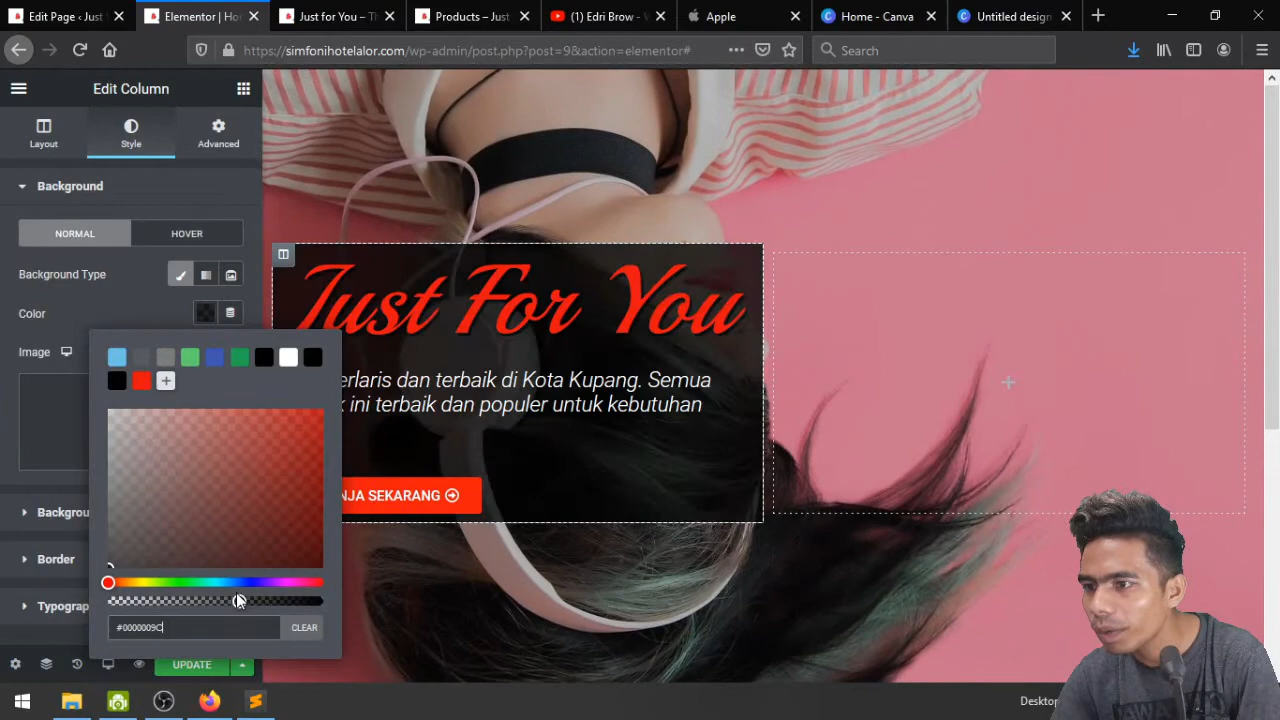 Edit Page ‹ Just
Elementor | Ho
Just for You – Th
Products – Just
(1) Edri Brow -
Apple
Home - Canva
Untitled design
https://simfonihotelalor.com/wp-admin/post.php?post=9&action=elementor#
Search
Edit Column
Layout
Style
Advanced
Background
NORMAL
HOVER
Background Type
Color
Image
Backgrou
Border
Typograp
#0000009C
CLEAR
UPDATE
Just For You
erlaris dan terbaik di Kota Kupang. Semua
k ini terbaik dan populer untuk kebutuhan
NJA SEKARANG
Desktop